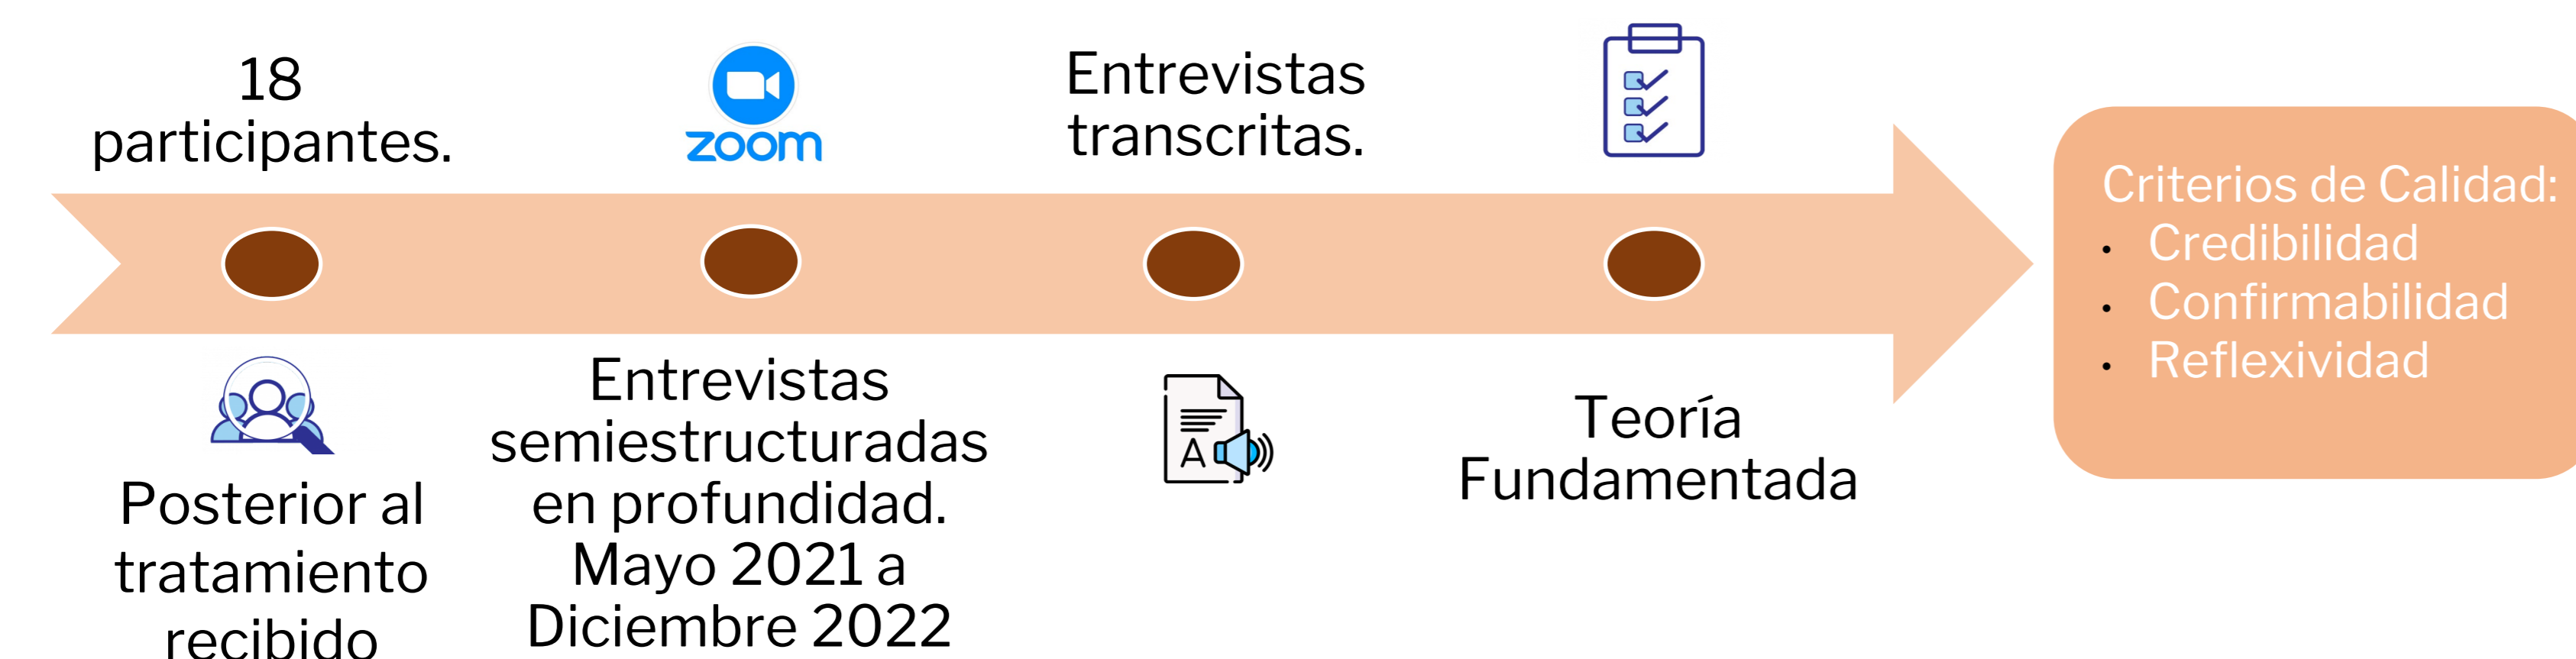 18
participantes.
Posterior al
tratamiento
recibido
zoom
Entrevistas
semiestructuradas
en profundidad.
Mayo 2021 a
Diciembre 2022
Entrevistas
transcritas.
A
Teoría
Fundamentada
Criterios de Calidad:
• Credibilidad
• Confirmabilidad
• Reflexividad